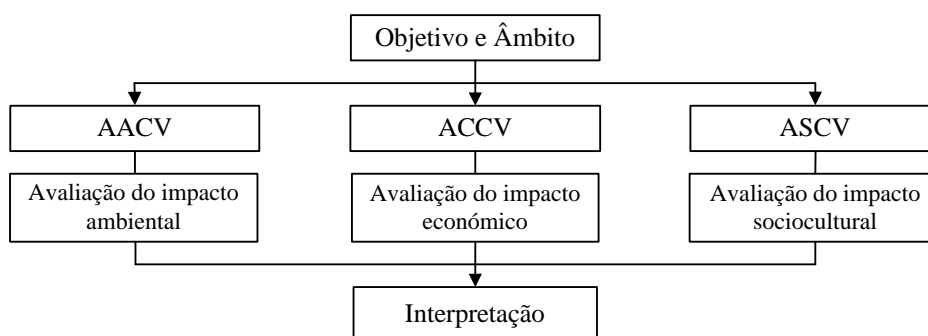 Objetivo e Âmbito
AACV
ACCV
ASCV
Avaliação do impacto
ambiental
Avaliação do impacto
económico
Avaliação do impacto
sociocultural
Interpretação